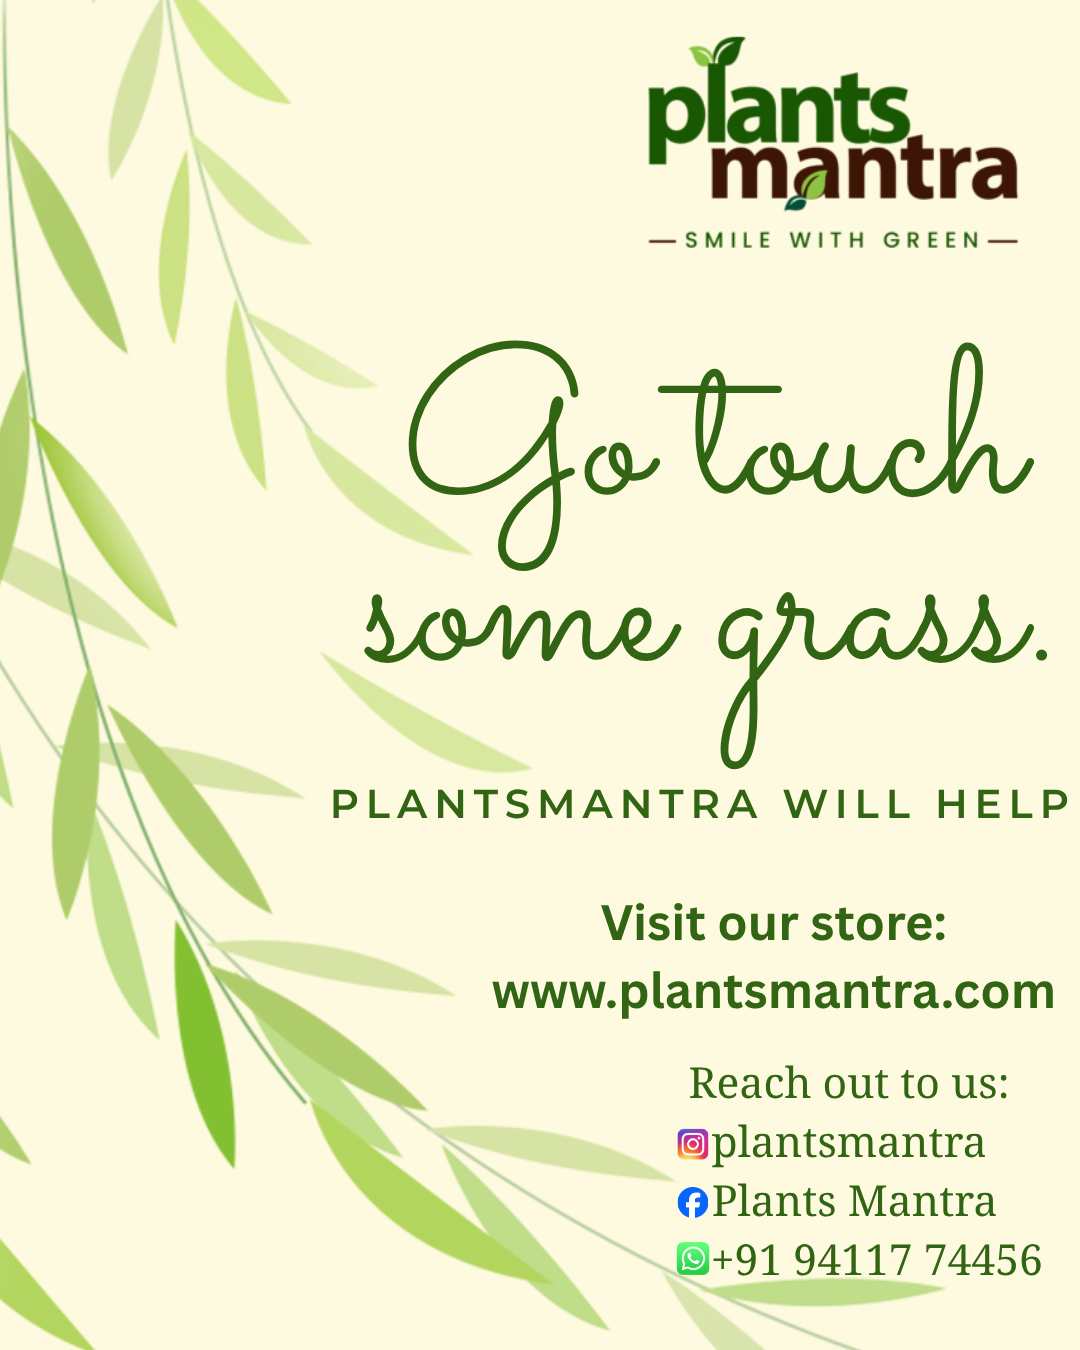 plants
mantra
SMILE WITH GREEN
Go touch
some grass.
PLANTSMANTRA WILL HELP
Visit our store:
www.plantsmantra.com
Reach out to us:
plantsmantra
Plants Mantra
+91 94117 74456